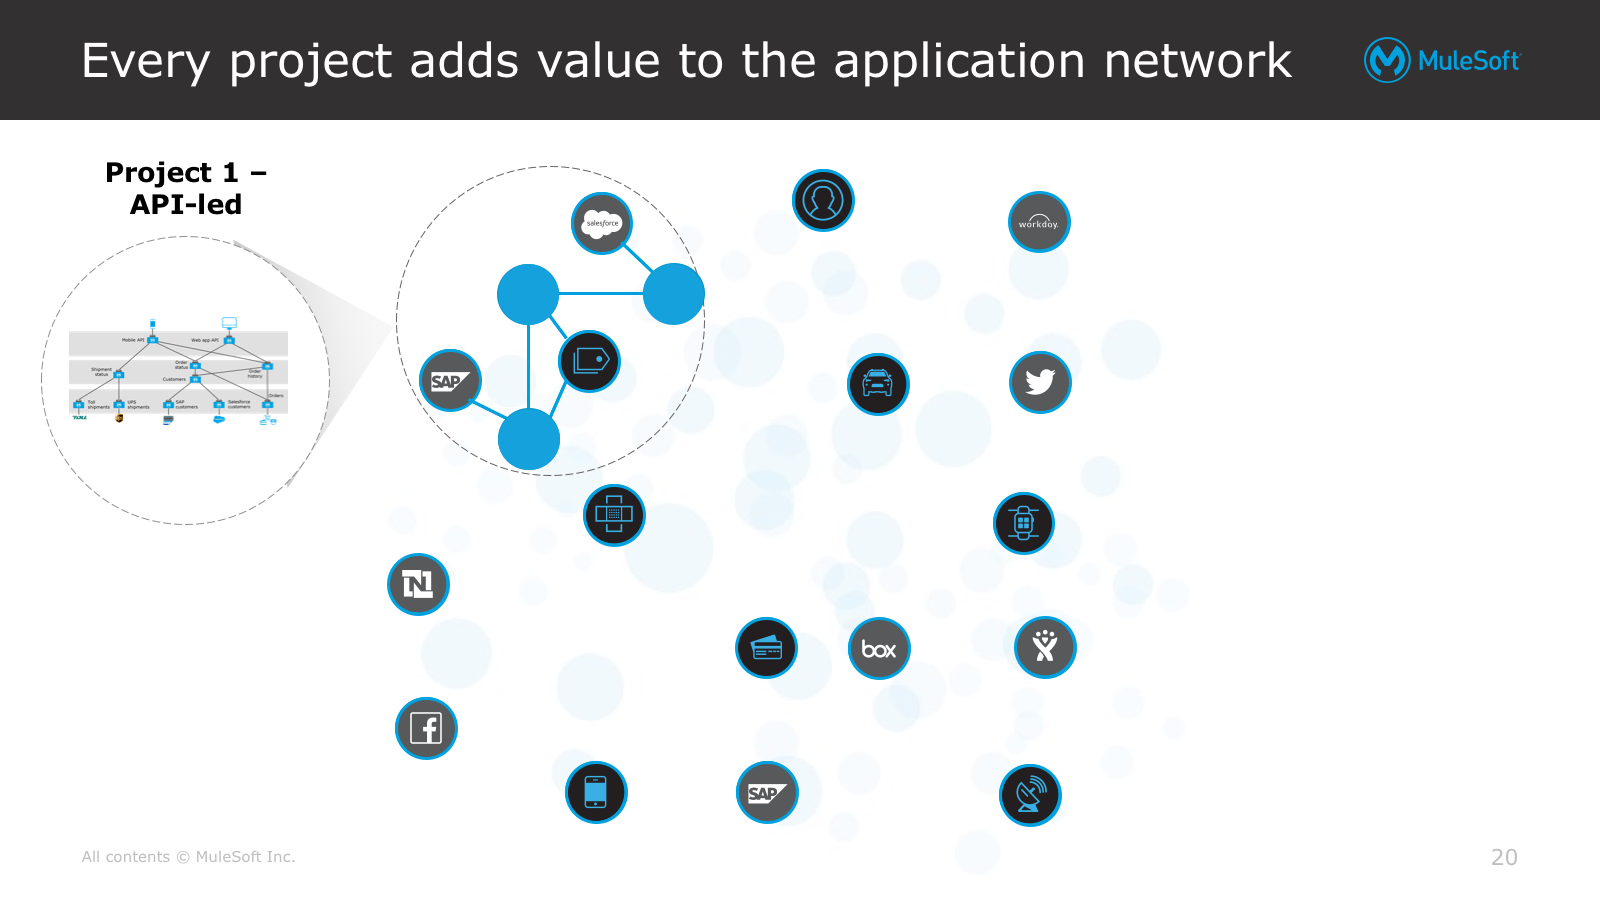 Every project adds value to the application network
MuleSoft
Project 1 –
API-led
salesforce
workday.
Mobile API
Web app API
Shipment
status
Order
status
Customers
Order
history
Toll
shipments
UPS
shipments
SAP
customers
Salesforce
customers
Orders
TOLL
SAP
box
SAP
All contents © MuleSoft Inc.
20